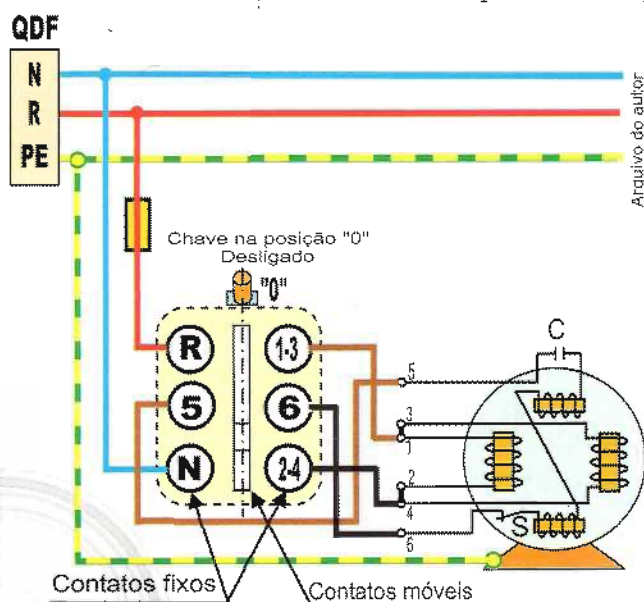 QDF
N
R
PE
Arquivo do autor
Chave na posição "0"
Desligado
"0"
R
1-3
5
6
N
2-4
C
5
3
1
2
4
6
S
Contatos fixos
Contatos móveis